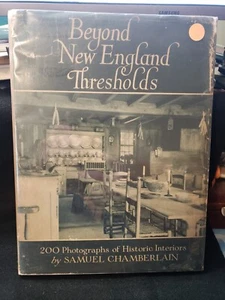 Beyond
New England
Thresholds
200 Photographs of Historic Interiors
by SAMUEL CHAMBERLAIN